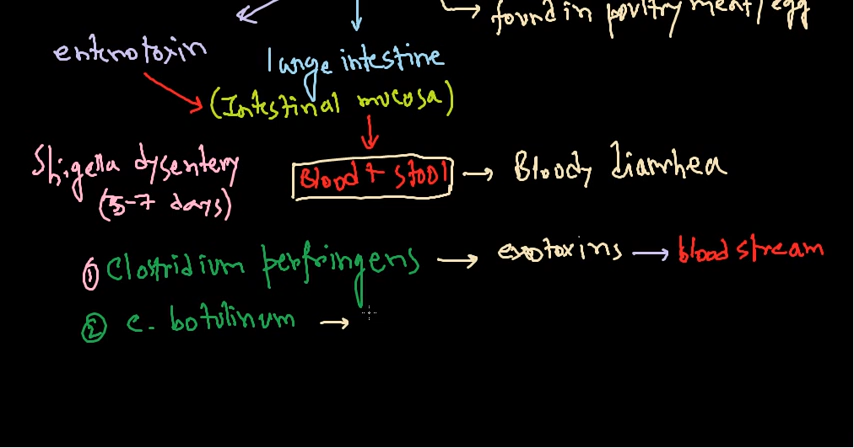 → found in poultry meat/egg
enterotoxin
large intestine
(Intestinal mucosa)
Shigella dysentery
(5-7 days)
Blood + stool → Bloody diarrhea
① Clostridium perfringens → exotoxins → blood stream
② C. botulinum →